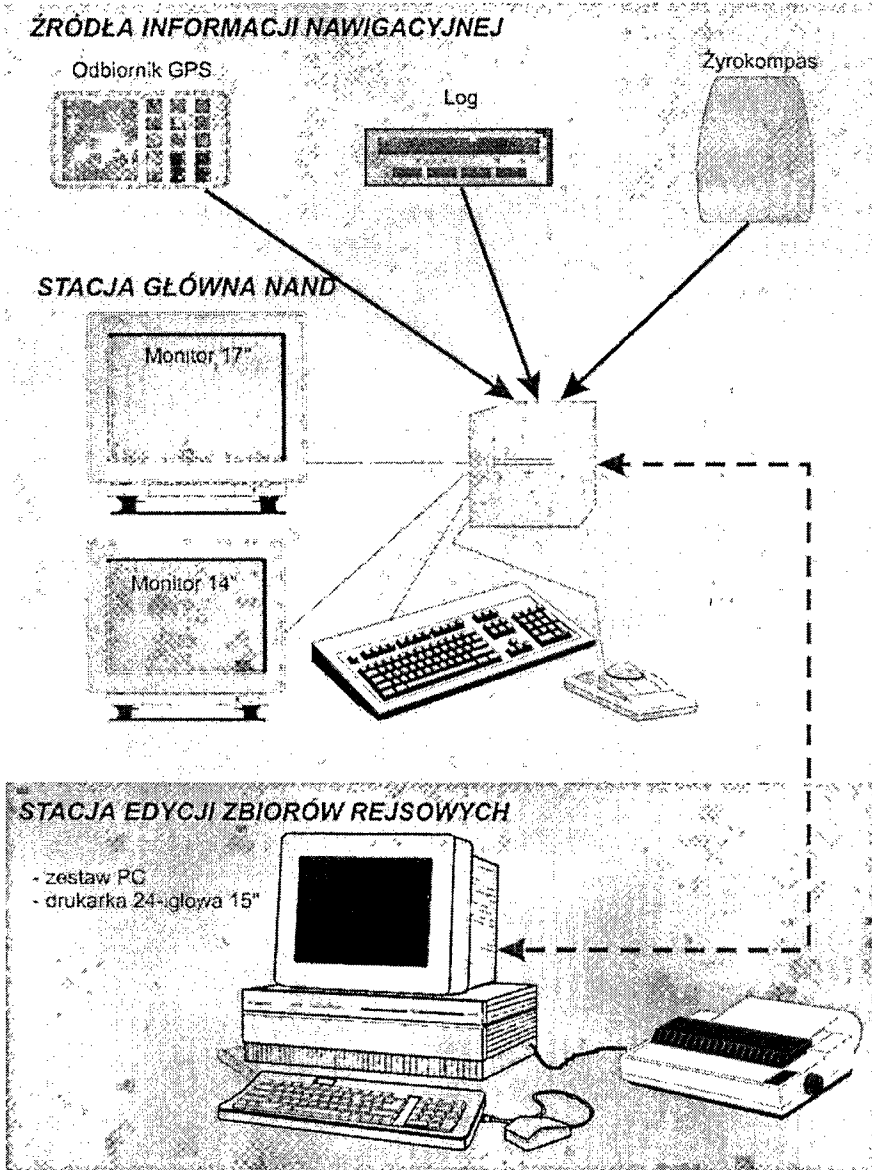 ŹRÓDŁA INFORMACJI NAWIGACYJNEJ
Odbiornik GPS
Log
Żyrokompas
STACJA GŁÓWNA NAND
Monitor 17"
Monitor 14"
STACJA EDYCJI ZBIORÓW REJSOWYCH
- zestaw PC
- drukarka 24-igłowa 15"